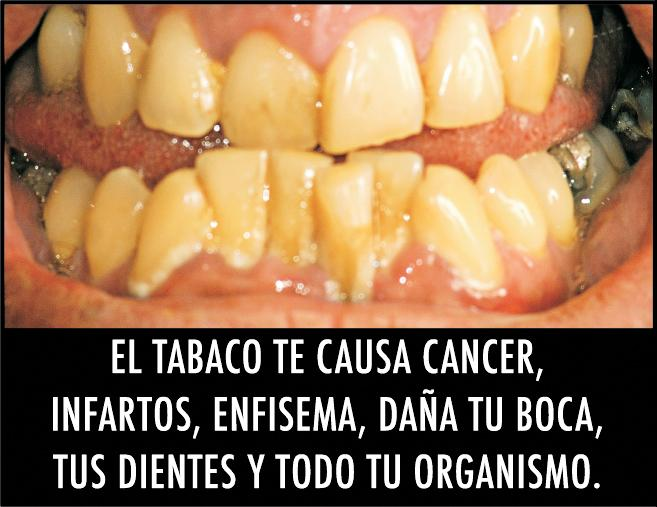 EL TABACO TE CAUSA CANCER,
INFARTOS, ENFISEMA, DAÑA TU BOCA,
TUS DIENTES Y TODO TU ORGANISMO.